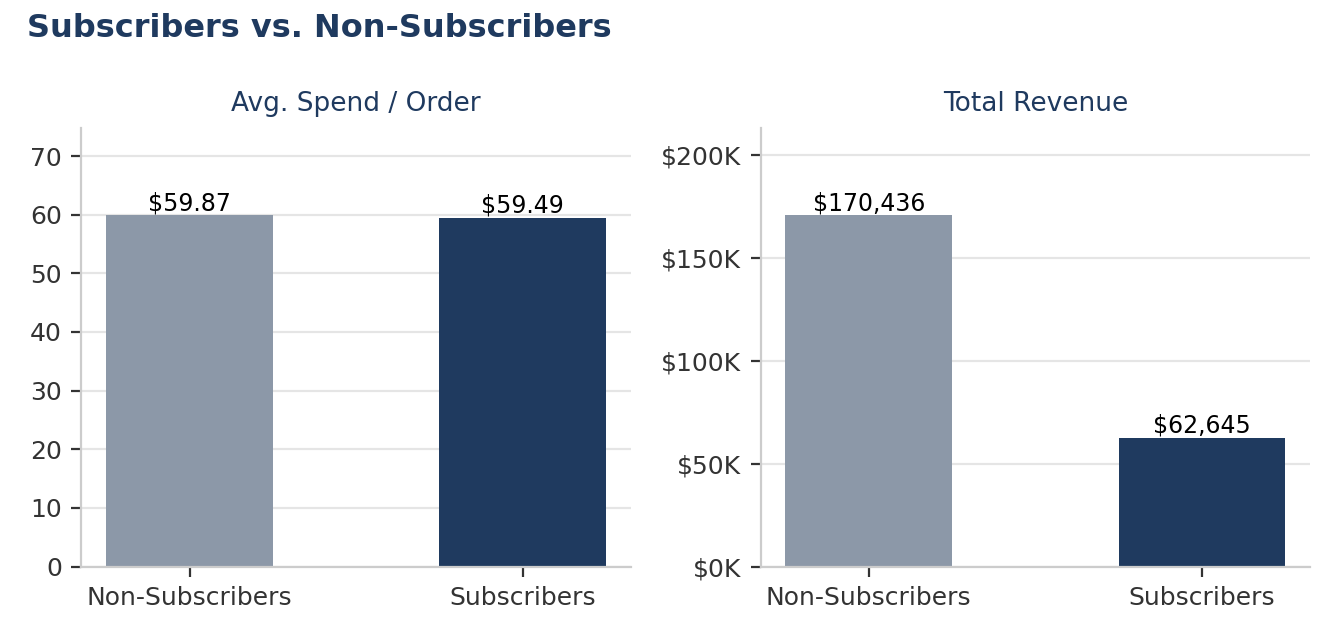 Subscribers vs. Non-Subscribers
Avg. Spend / Order
70
60
50
40
30
20
10
0
$59.87
$59.49
Non-Subscribers
Subscribers
Total Revenue
$200K
$150K
$100K
$50K
$0K
$170,436
$62,645
Non-Subscribers
Subscribers